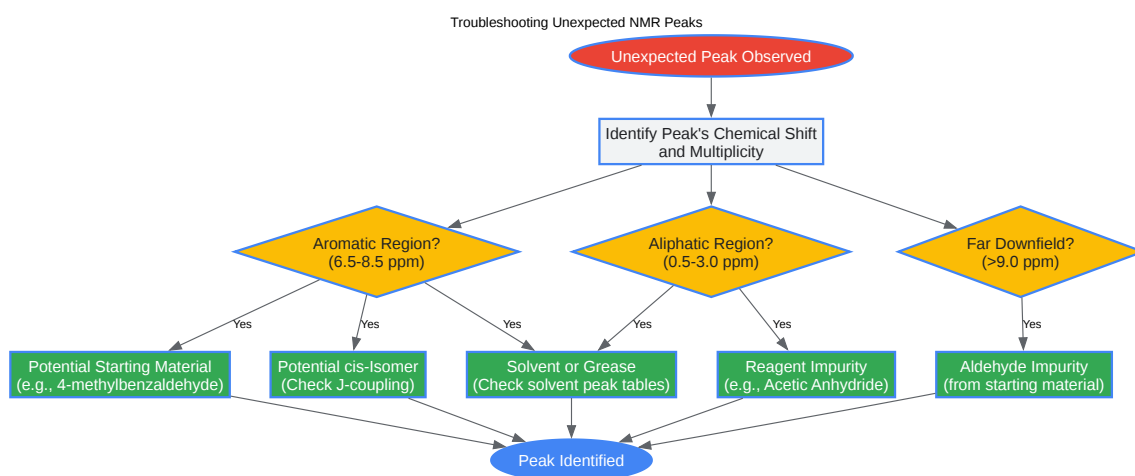 Troubleshooting Unexpected NMR Peaks
Unexpected Peak Observed
Identify Peak's Chemical Shift
and Multiplicity
Aromatic Region?
(6.5-8.5 ppm)
Aliphatic Region?
(0.5-3.0 ppm)
Far Downfield?
(>9.0 ppm)
Yes
Yes
Yes
Yes
Yes
Yes
Potential Starting Material
(e.g., 4-methylbenzaldehyde)
Potential cis-Isomer
(Check J-coupling)
Solvent or Grease
(Check solvent peak tables)
Reagent Impurity
(e.g., Acetic Anhydride)
Aldehyde Impurity
(from starting material)
Peak Identified